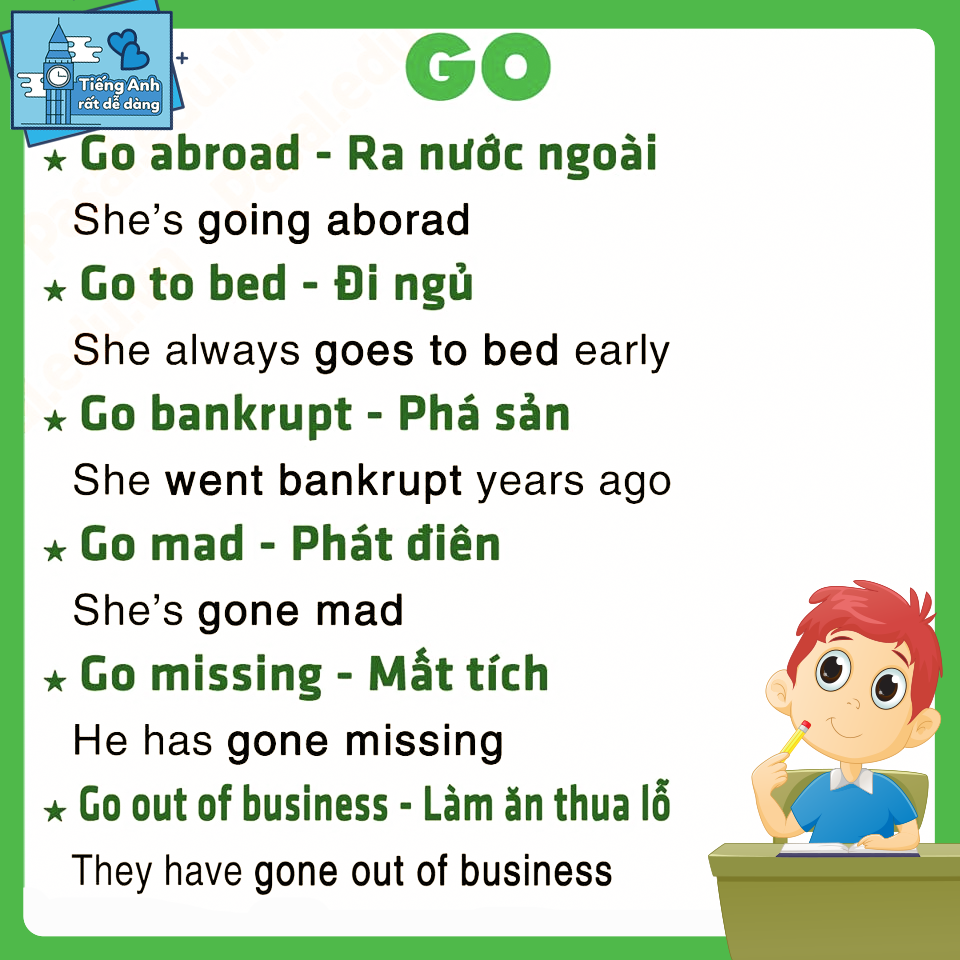 Tiếng Anh
rất dễ dàng
GO
★ Go abroad - Ra nước ngoài
She’s going aborad
★ Go to bed - Đi ngủ
She always goes to bed early
★ Go bankrupt - Phá sản
She went bankrupt years ago
★ Go mad - Phát điên
She’s gone mad
★ Go missing - Mất tích
He has gone missing
★ Go out of business - Làm ăn thua lỗ
They have gone out of business